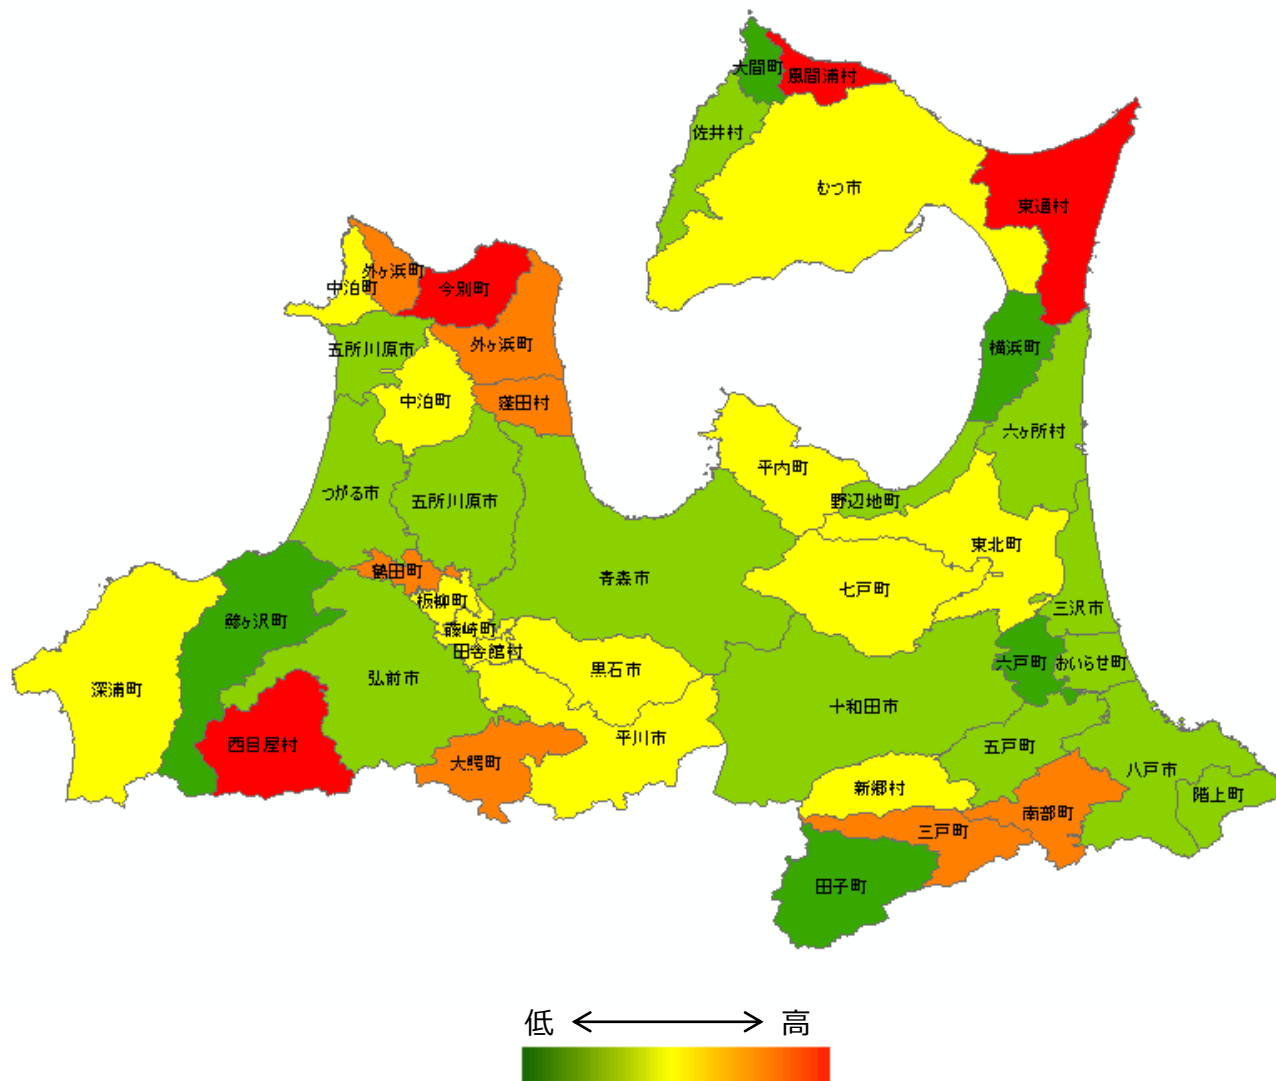 大間町
風間浦村
佐井村
むつ市
東通村
外ヶ浜町
中泊町
今別町
五所川原市
外ヶ浜町
横浜町
中泊町
蓬田村
六ヶ所村
平内町
つがる市
五所川原市
野辺地町
東北町
鶴田町
青森市
七戸町
板柳町
三沢市
鰺ヶ沢町
藤崎町
田舎館村
六戸町
おいらせ町
黒石市
弘前市
深浦町
十和田市
平川市
西目屋村
五戸町
大鰐町
八戸市
新郷村
階上町
南部町
三戸町
田子町
低 高